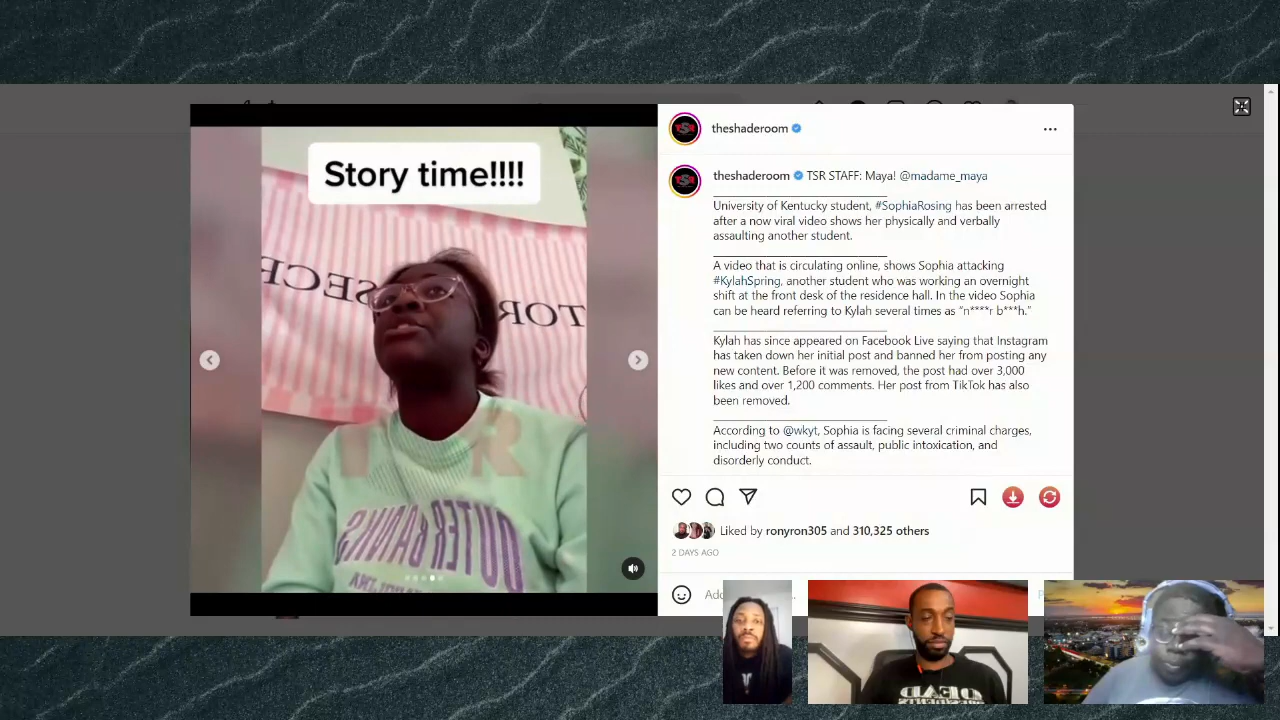 Story time!!!!
theshaderoom
theshaderoom TSR STAFF: Maya! @madame_maya
University of Kentucky student, #SophiaRosing has been arrested
after a now viral video shows her physically and verbally
assaulting another student.
A video that is circulating online, shows Sophia attacking
#KylahSpring, another student who was working an overnight
shift at the front desk of the residence hall. In the video Sophia
can be heard referring to Kylah several times as "n****r b***h."
Kylah has since appeared on Facebook Live saying that Instagram
has taken down her initial post and banned her from posting any
new content. Before it was removed, the post had over 3,000
likes and over 1,200 comments. Her post from TikTok has also
been removed.
According to @wkyt, Sophia is facing several criminal charges,
including two counts of assault, public intoxication, and
disorderly conduct.
Liked by ronyron305 and 310,325 others
2 DAYS AGO
OUTER BANKS
DEAD